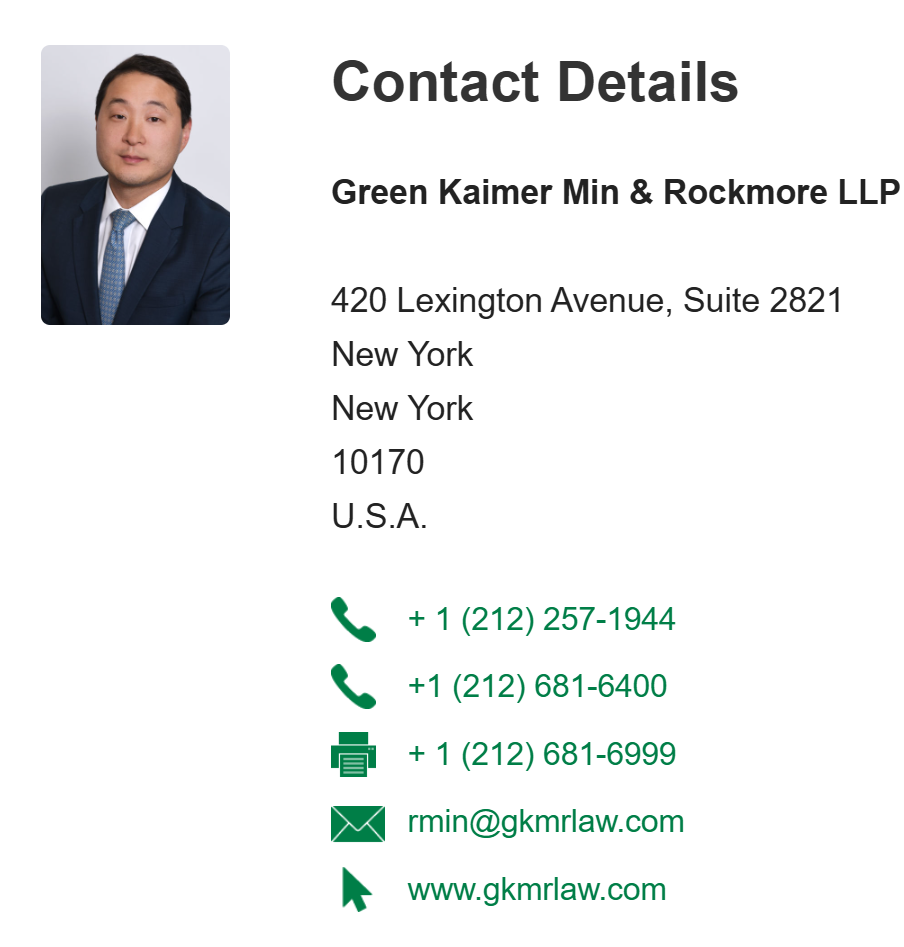 Contact Details
Green Kaimer Min & Rockmore LLP
420 Lexington Avenue, Suite 2821
New York
New York
10170
U.S.A.
+ 1 (212) 257-1944
+1 (212) 681-6400
+ 1 (212) 681-6999
rmin@gkmrlaw.com
www.gkmrlaw.com